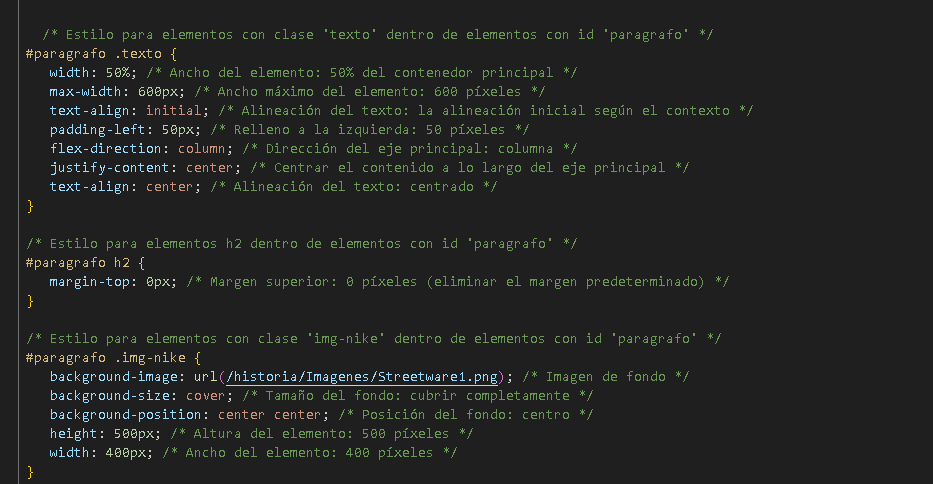 /* Estilo para elementos con clase 'texto' dentro de elementos con id 'paragrafo' */
#paragrafo .texto {
width: 50%; /* Ancho del elemento: 50% del contenedor principal */
max-width: 600px; /* Ancho máximo del elemento: 600 píxeles */
text-align: initial; /* Alineación del texto: la alineación inicial según el contexto */
padding-left: 50px; /* Relleno a la izquierda: 50 píxeles */
flex-direction: column; /* Dirección del eje principal: columna */
justify-content: center; /* Centrar el contenido a lo largo del eje principal */
text-align: center; /* Alineación del texto: centrado */
}
/* Estilo para elementos h2 dentro de elementos con id 'paragrafo' */
#paragrafo h2 {
margin-top: 0px; /* Margen superior: 0 píxeles (eliminar el margen predeterminado) */
}
/* Estilo para elementos con clase 'img-nike' dentro de elementos con id 'paragrafo' */
#paragrafo .img-nike {
background-image: url(/historia/Imagenes/Streetware1.png); /* Imagen de fondo */
background-size: cover; /* Tamaño del fondo: cubrir completamente */
background-position: center center; /* Posición del fondo: centro */
height: 500px; /* Altura del elemento: 500 píxeles */
width: 400px; /* Ancho del elemento: 400 píxeles */
}